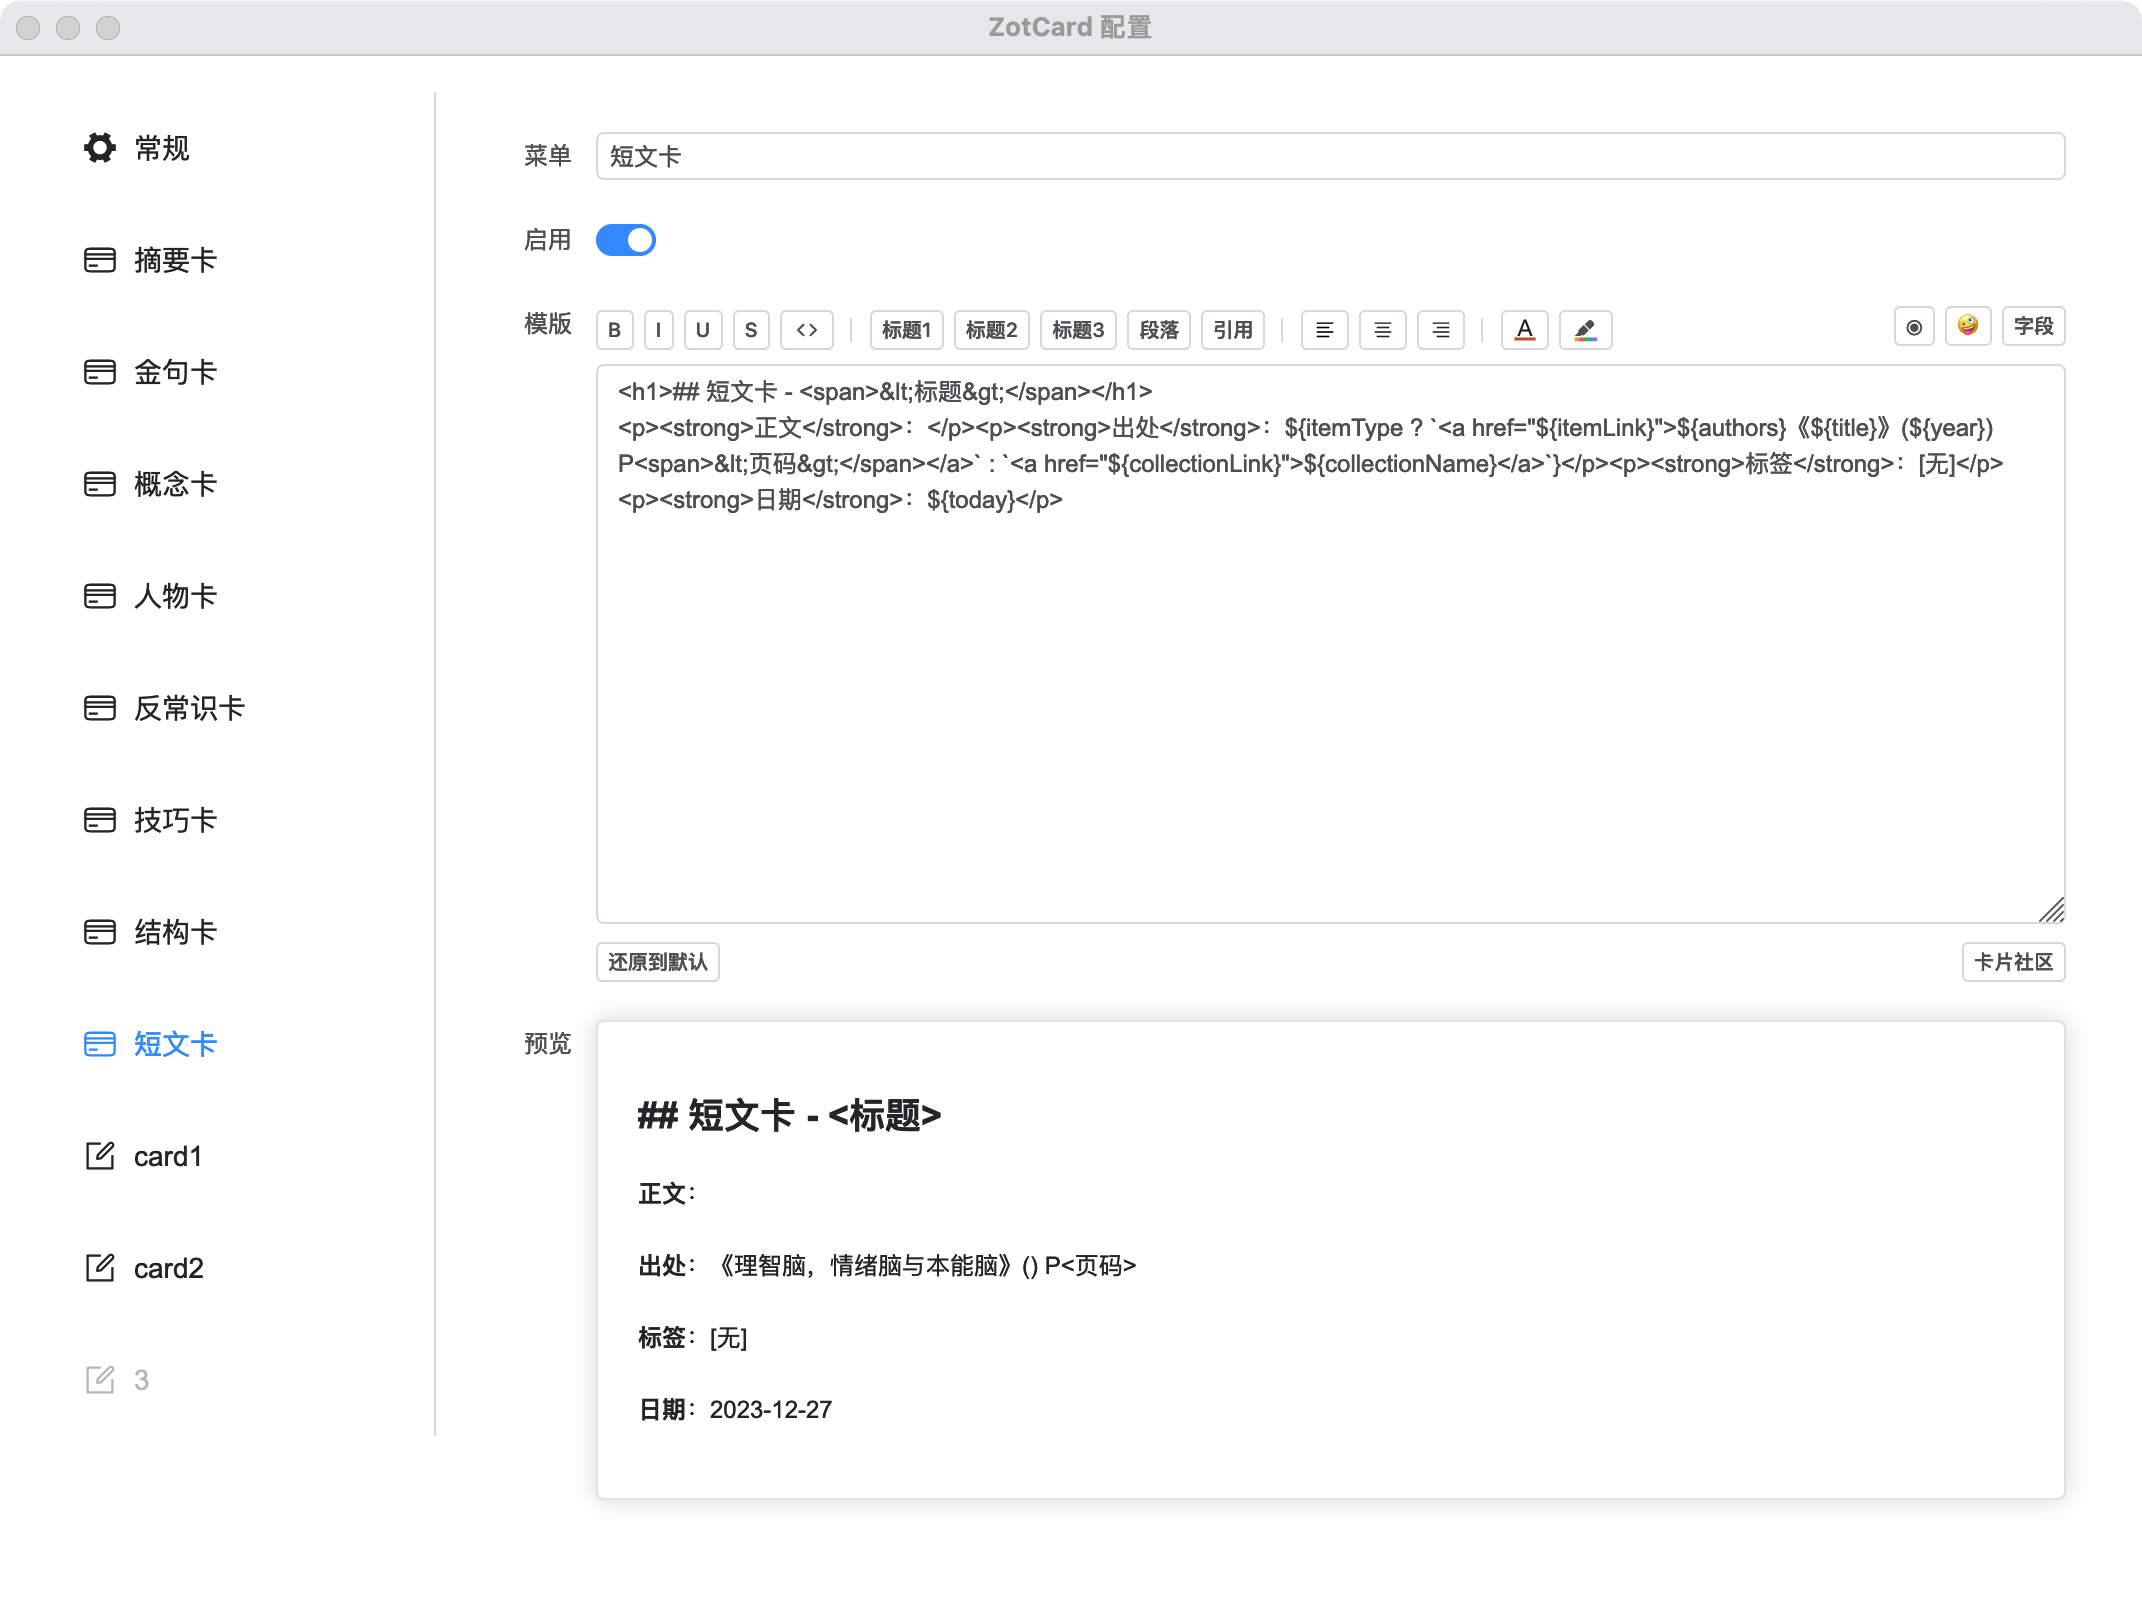 ZotCard 配置
常规
摘要卡
金句卡
概念卡
人物卡
反常识卡
技巧卡
结构卡
短文卡
card1
card2
3
菜单
短文卡
启用
模版
B I U S <> 标题1 标题2 标题3 段落 引用 A 字段
<h1>## 短文卡 - <span>&lt;标题&gt;</span></h1>
<p><strong>正文</strong>：</p><p><strong>出处</strong>：${itemType ? `<a href="${itemLink}">${authors}《${title}》(${year})
P<span>&lt;页码&gt;</span></a>` : `<a href="${collectionLink}">${collectionName}</a>`}</p><p><strong>标签</strong>：[无]</p>
<p><strong>日期</strong>：${today}</p>
还原到默认
卡片社区
预览
## 短文卡 - <标题>
正文：
出处：《理智脑，情绪脑与本能脑》() P<页码>
标签：[无]
日期：2023-12-27